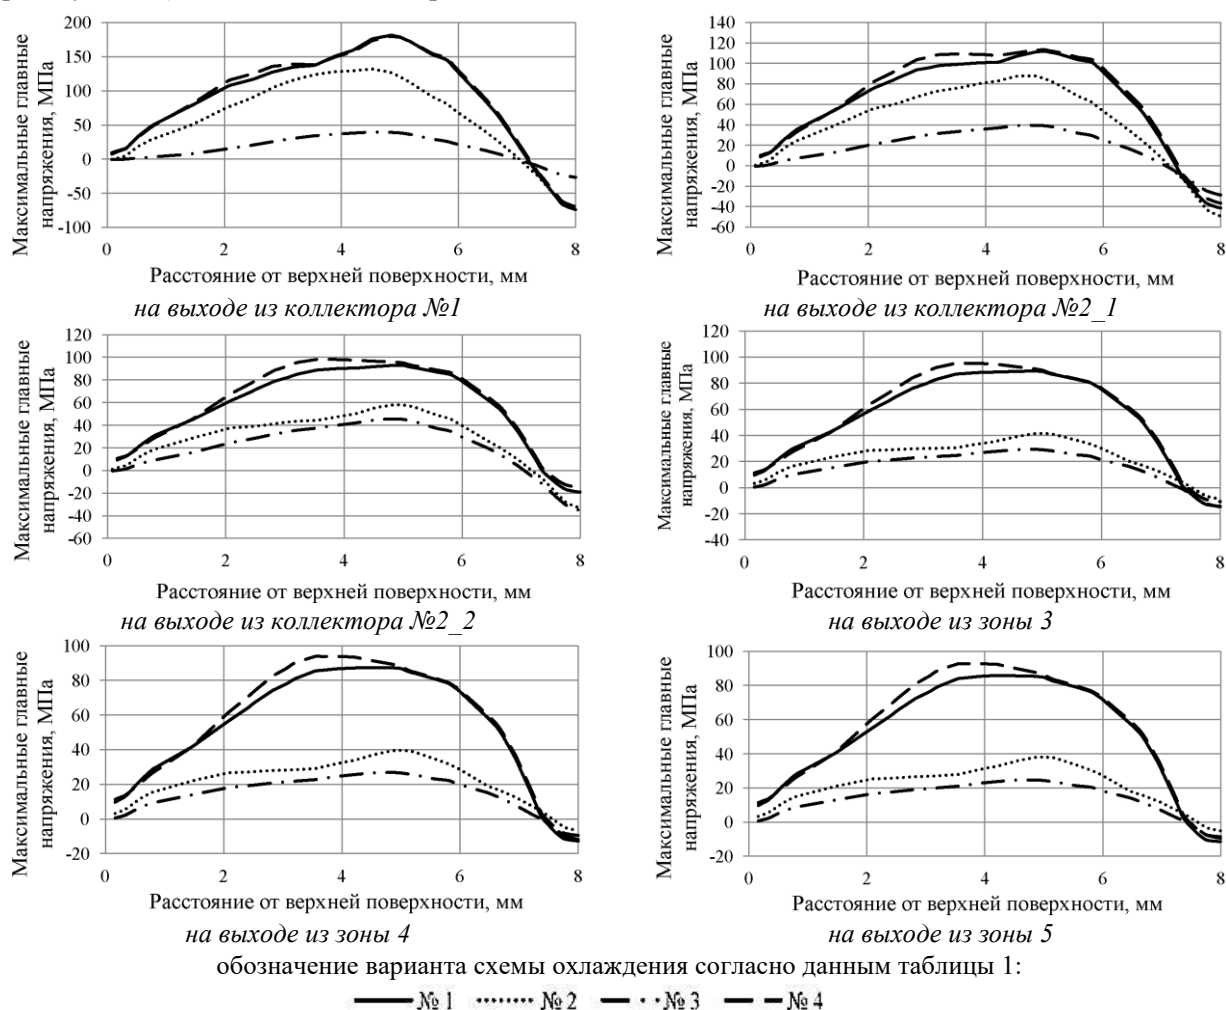 Максимальные главные
напряжения, МПа
200
150
100
50
0
-50
-100
0 2 4 6 8
Расстояние от верхней поверхности, мм
на выходе из коллектора №1
Максимальные главные
напряжения, МПа
140
120
100
80
60
40
20
0
-20
-40
-60
0 2 4 6 8
Расстояние от верхней поверхности, мм
на выходе из коллектора №2_1
Максимальные главные
напряжения, МПа
120
100
80
60
40
20
0
-20
-40
-60
0 2 4 6 8
Расстояние от верхней поверхности, мм
на выходе из коллектора №2_2
Максимальные главные
напряжения, МПа
120
100
80
60
40
20
0
-20
-40
0 2 4 6 8
Расстояние от верхней поверхности, мм
на выходе из зоны 3
Максимальные главные
напряжения, МПа
100
80
60
40
20
0
-20
0 2 4 6 8
Расстояние от верхней поверхности, мм
на выходе из зоны 4
Максимальные главные
напряжения, МПа
100
80
60
40
20
0
-20
0 2 4 6 8
Расстояние от верхней поверхности, мм
на выходе из зоны 5
обозначение варианта схемы охлаждения согласно данным таблицы 1:
№ 1 № 2 № 3 № 4